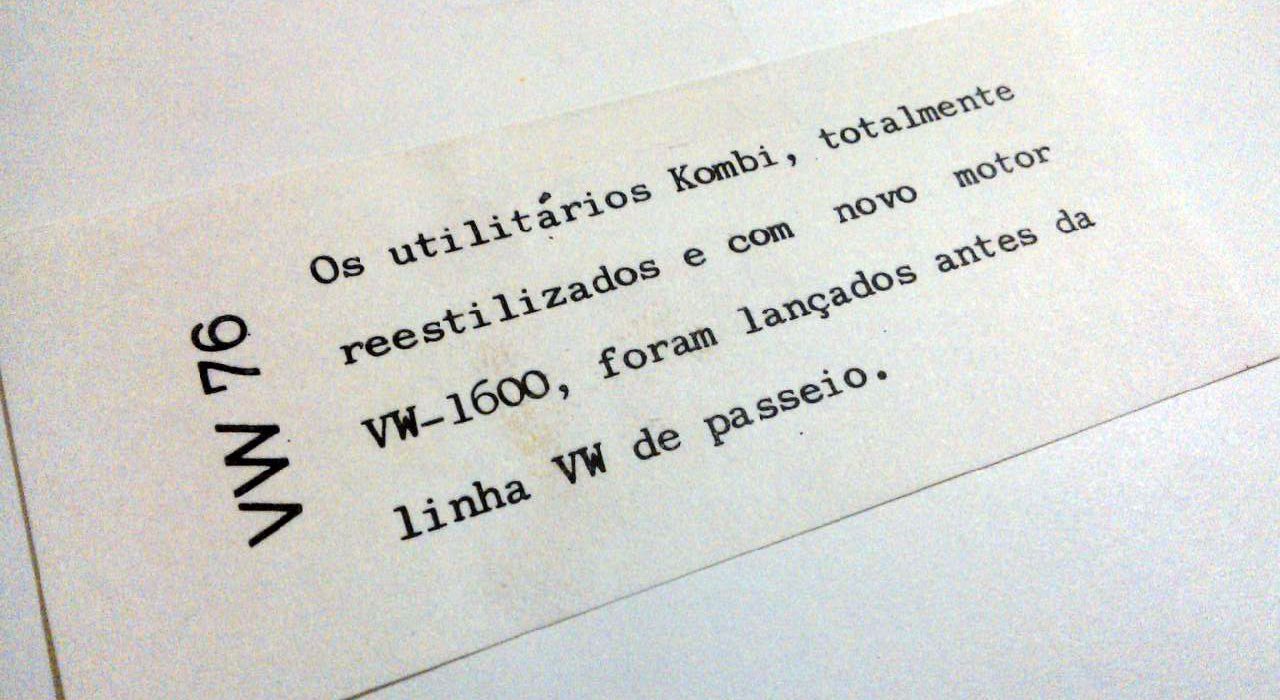 VW 76
Os utilitários Kombi, totalmente
reestilizados e com novo motor
VW-1600, foram lançados antes da
linha VW de passeio.